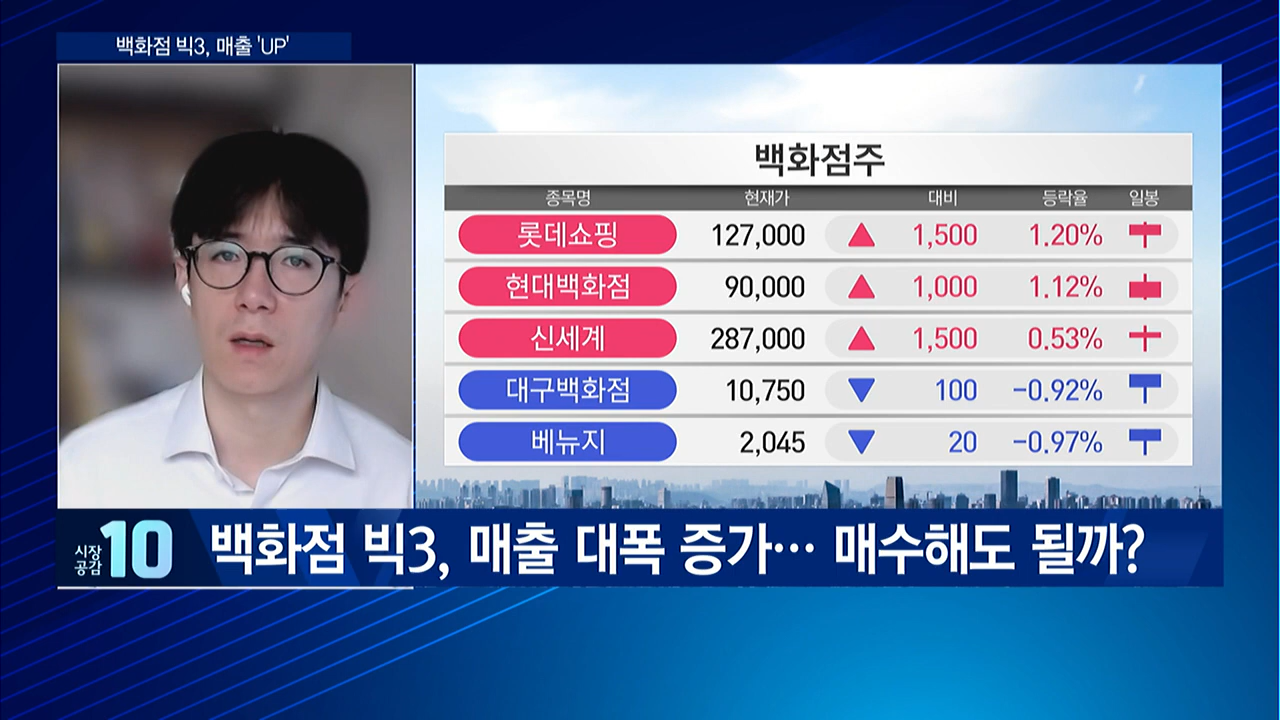 백화점 빅3, 매출 'UP'
백화점주
종목명 현재가 대비 등락율 일봉
롯데쇼핑 127,000 ▲ 1,500 1.20%
현대백화점 90,000 ▲ 1,000 1.12%
신세계 287,000 ▲ 1,500 0.53%
대구백화점 10,750 ▼ 100 -0.92%
베뉴지 2,045 ▼ 20 -0.97%
시장공감 10
백화점 빅3, 매출 대폭 증가… 매수해도 될까?